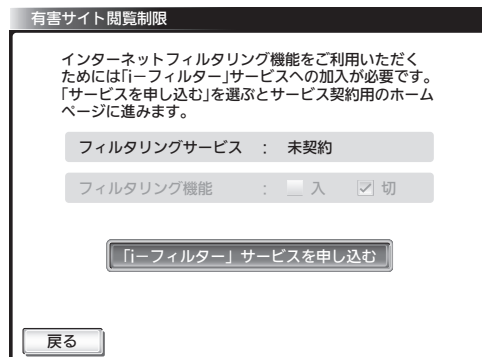 有害サイト閲覧制限
インターネットフィルタリング機能をご利用いただく
ためには「i-フィルター」サービスへの加入が必要です。
「サービスを申し込む」を選ぶとサービス契約用のホーム
ページに進みます。
フィルタリングサービス : 未契約
フィルタリング機能 : 入 切
「i-フィルター」サービスを申し込む
戻る